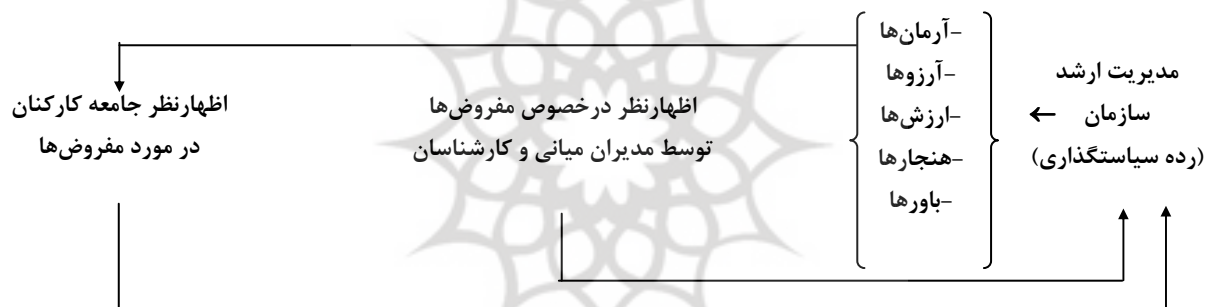 مدیریت ارشد
سازمان ←
(رده سیاستگذاری)
-آرمان‌ها
-آرزوها
-ارزش‌ها
-هنجارها
-باورها
اظهارنظر درخصوص مفروض‌ها
توسط مدیران میانی و کارشناسان
اظهارنظر جامعه کارکنان
در مورد مفروض‌ها